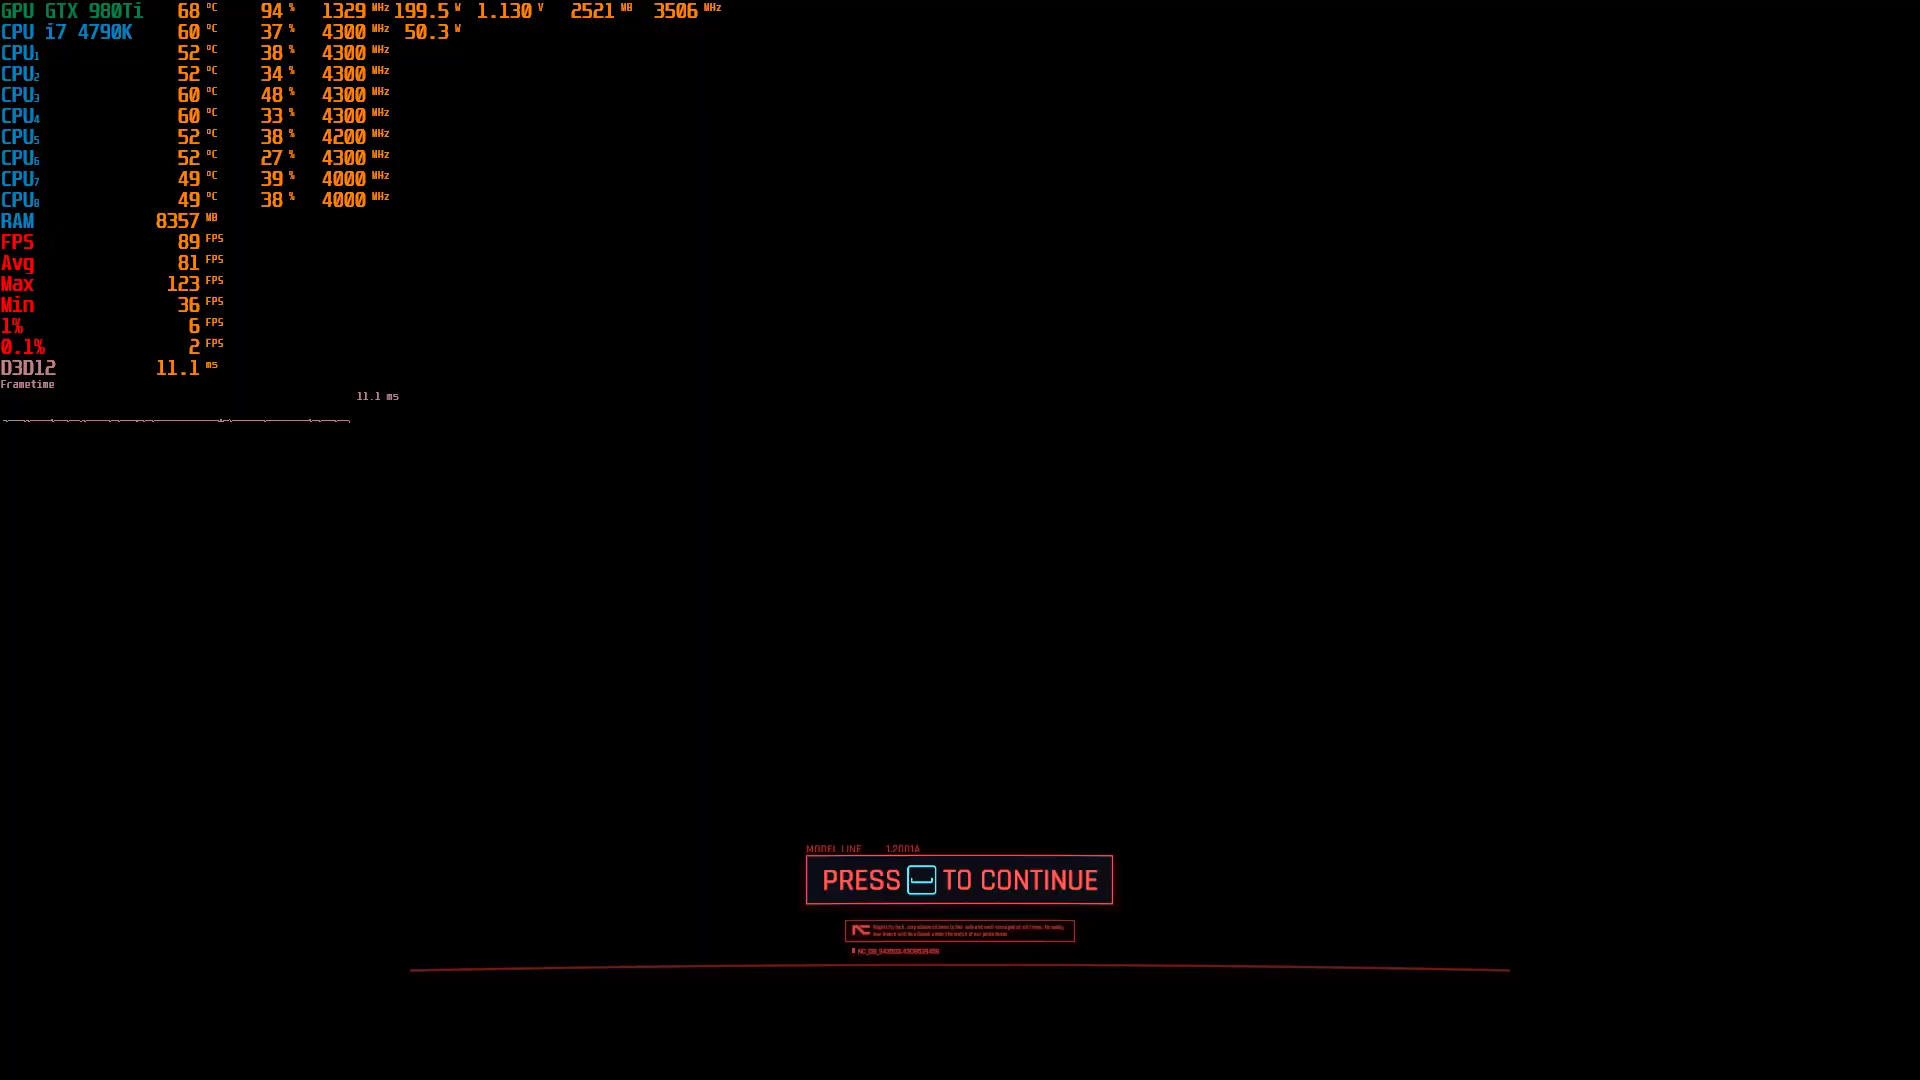 GPU GTX 980Ti 68 °C 94 % 1329 MHz 199.5 W 1.130 V 2521 MB 3506 MHz
CPU i7 4790K 60 °C 37 % 4300 MHz 50.3 W
CPU1 52 °C 38 % 4300 MHz
CPU2 52 °C 34 % 4300 MHz
CPU3 60 °C 48 % 4300 MHz
CPU4 60 °C 33 % 4300 MHz
CPU5 52 °C 38 % 4200 MHz
CPU6 52 °C 27 % 4300 MHz
CPU7 49 °C 39 % 4000 MHz
CPU8 49 °C 38 % 4000 MHz
RAM 8357 MB
FPS 89 FPS
Avg 81 FPS
Max 123 FPS
Min 36 FPS
1% 6 FPS
0.1% 2 FPS
D3D12 11.1 ms
Frametime
11.1 ms
MODEL LINE 1.2001A
PRESS TO CONTINUE